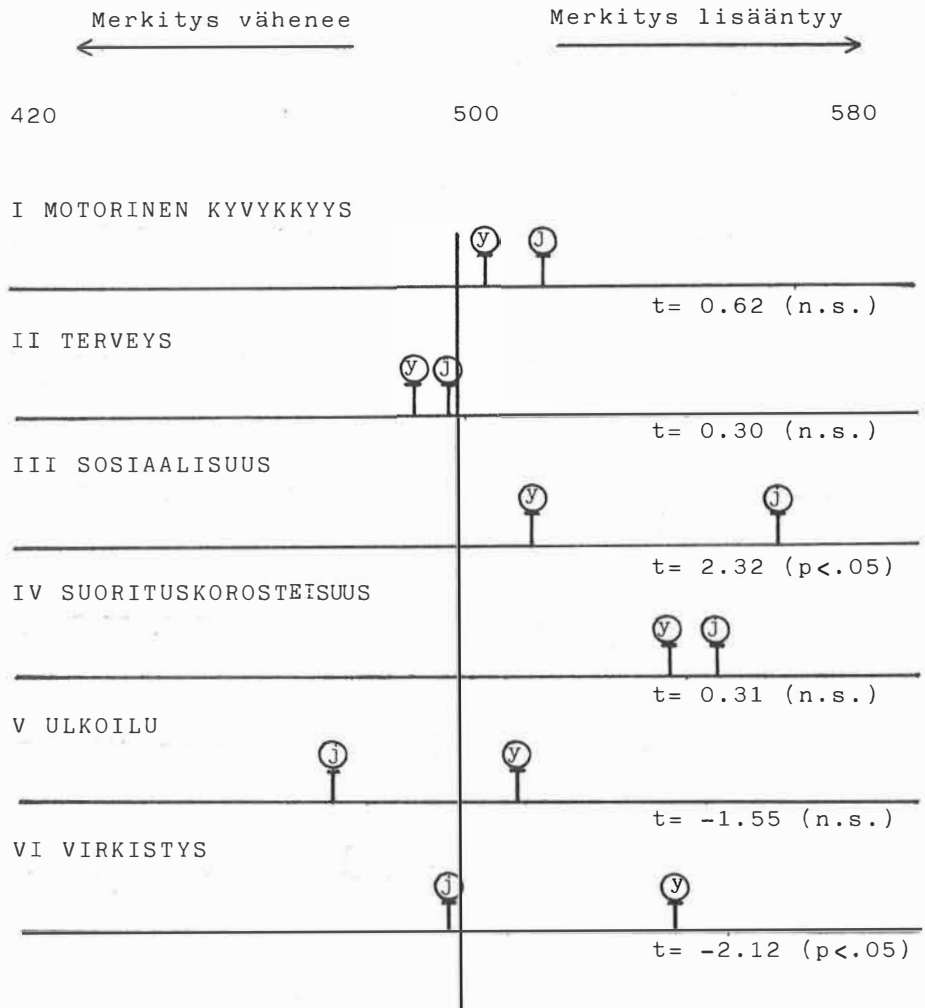 Merkitys vähenee Merkitys lisääntyy
420 500 580
I MOTORINEN KYVYKKYYS
y j
t= 0.62 (n.s.)
II TERVEYS
y j
t= 0.30 (n.s.)
III SOSIAALISUUS
y j
t= 2.32 (p<.05)
IV SUORITUSKOROSTEISUUS
y j
t= 0.31 (n.s.)
V ULKOILU
j y
t= -1.55 (n.s.)
VI VIRKISTYS
j y
t= -2.12 (p<.05)